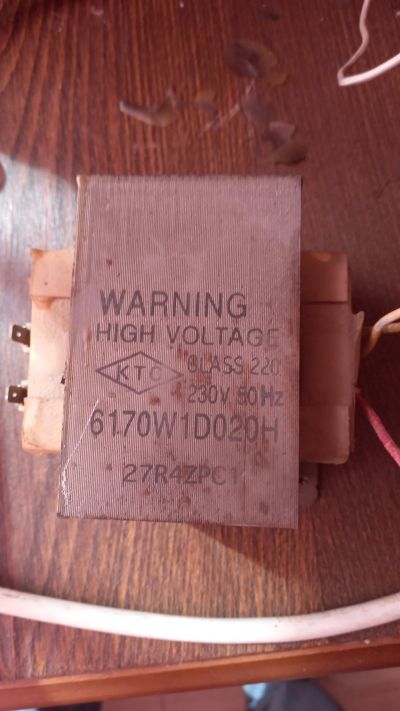 WARNING
HIGH VOLTAGE
KTC CLASS 220
230V 50Hz
6170W1D020H
27R4ZPC1